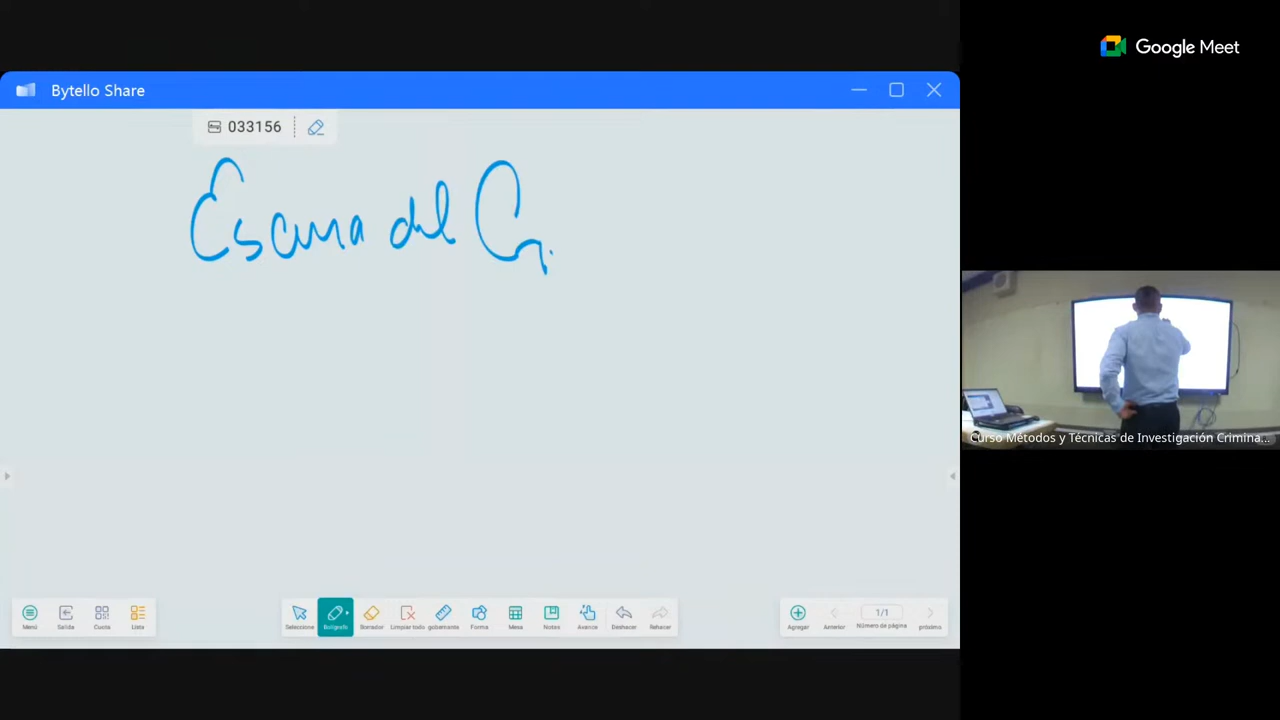 Google Meet
Bytello Share
033156
Escena del Cr
Curso Métodos y Técnicas de Investigación Crimina...
Menú Salida Cuota Lista Seleccione Bolígrafo Borrador Limpiar todo gobernante Forma Mesa Notas Avance Deshacer Rehacer Agregar Anterior 1/1 Número de página próximo